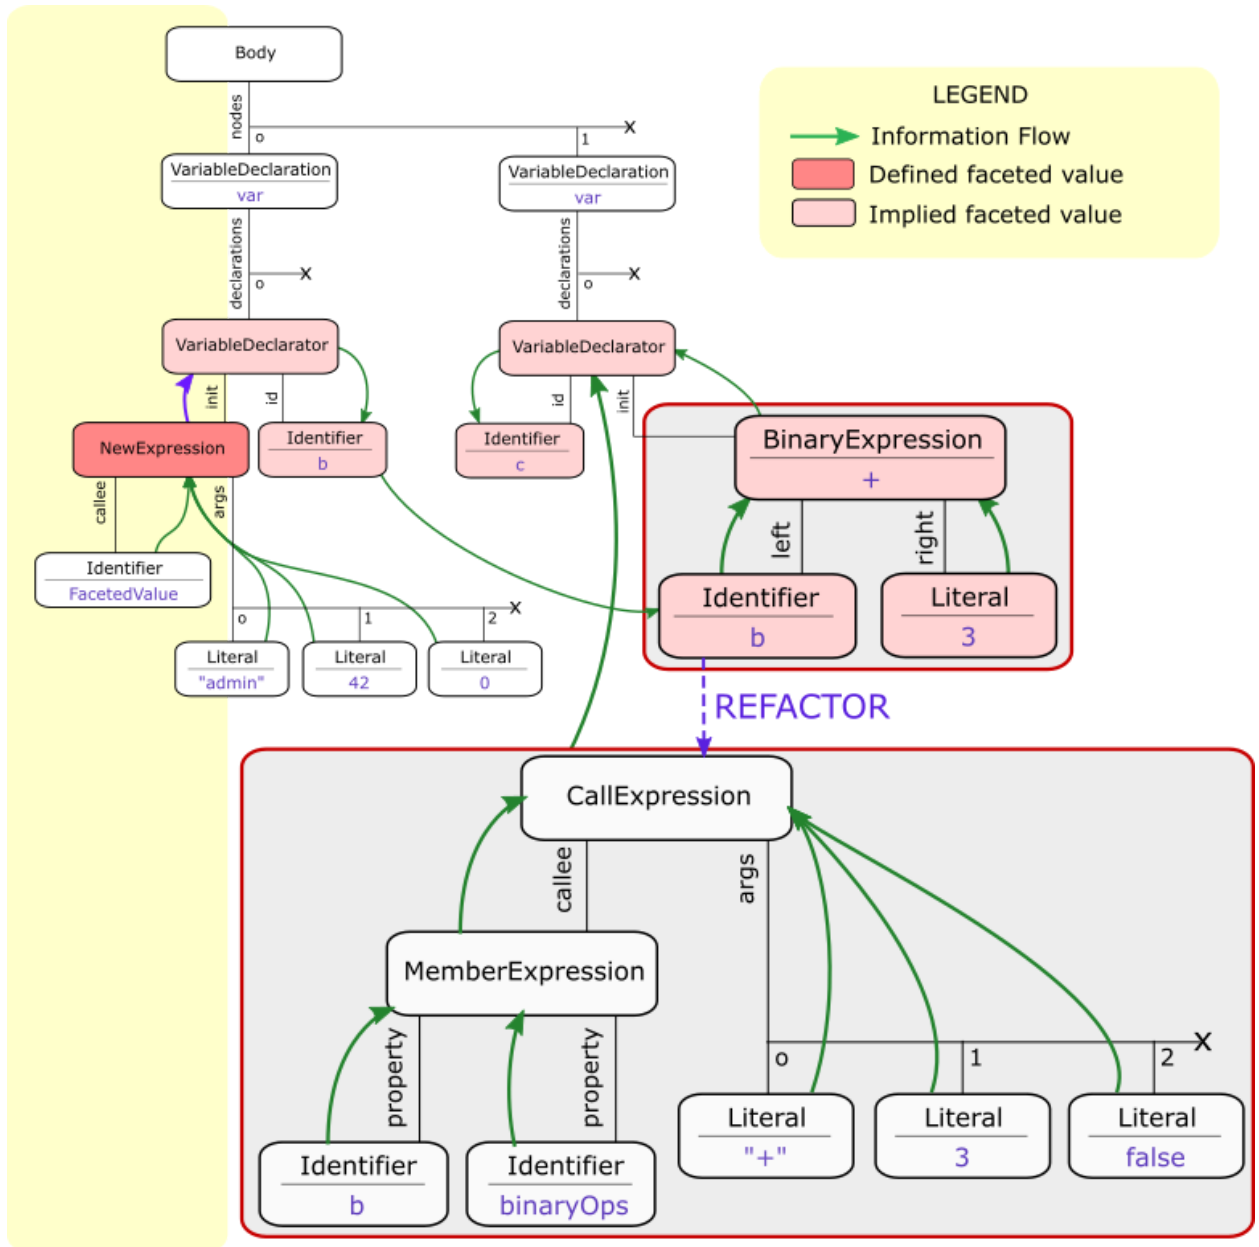 Body
nodes
o
1
X
VariableDeclaration
var
VariableDeclaration
var
LEGEND
Information Flow
Defined faceted value
Implied faceted value
declarations
o
X
declarations
o
X
VariableDeclarator
VariableDeclarator
init
id
id
init
NewExpression
Identifier
b
Identifier
c
BinaryExpression
+
callee
args
left
right
Identifier
FacetedValue
Identifier
b
Literal
3
o
1
2
X
Literal
"admin"
Literal
42
Literal
0
REFACTOR
CallExpression
callee
args
MemberExpression
property
property
o
1
2
X
Literal
"+"
Literal
3
Literal
false
Identifier
b
Identifier
binaryOps